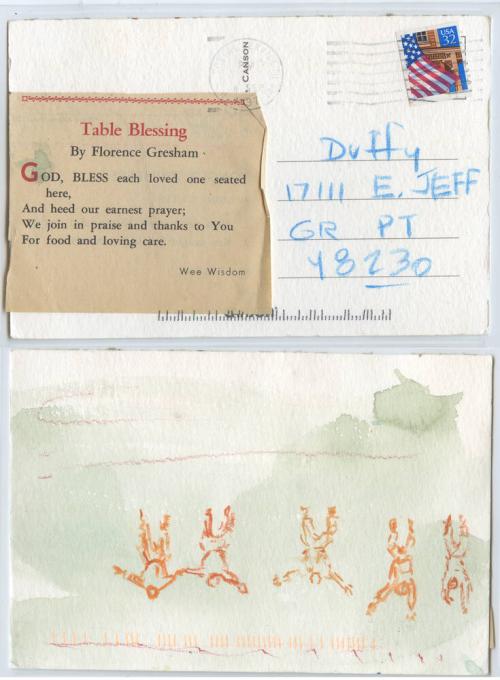 CANSON
USA
32
Table Blessing
By Florence Gresham
GOD, BLESS each loved one seated
here,
And heed our earnest prayer;
We join in praise and thanks to You
For food and loving care.
Wee Wisdom
Duffy
17111 E. JEFF
GR PT
48230